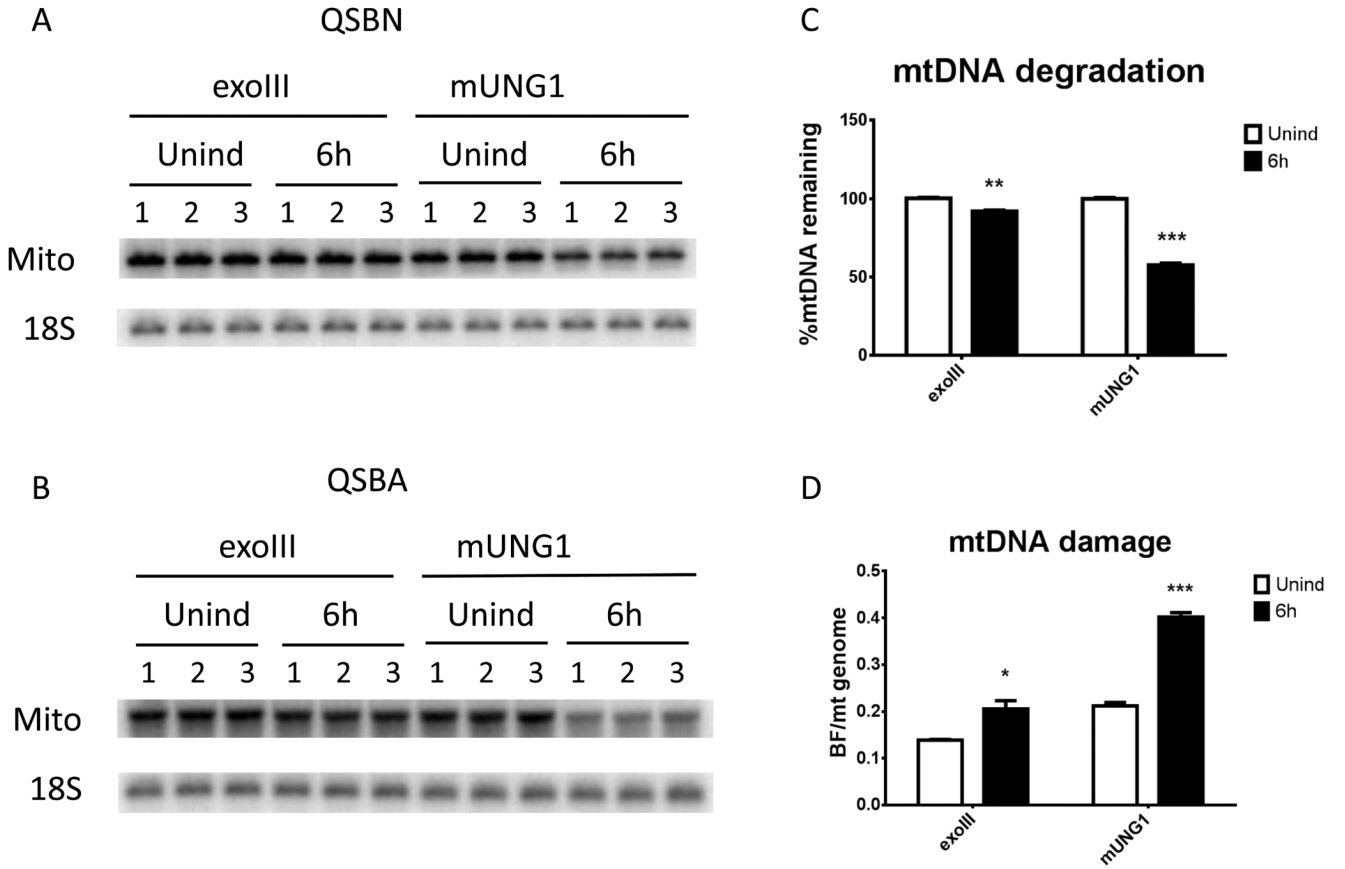 A
QSBN
exoIII mUNG1
Unind 6h Unind 6h
1 2 3 1 2 3 1 2 3 1 2 3
Mito
18S
B
QSBA
exoIII mUNG1
Unind 6h Unind 6h
1 2 3 1 2 3 1 2 3 1 2 3
Mito
18S
C
mtDNA degradation
%mtDNA remaining
150
100
50
0
**
***
Unind
6h
exoIII
mUNG1
D
mtDNA damage
BF/mt genome
0.5
0.4
0.3
0.2
0.1
0.0
*
***
Unind
6h
exoIII
mUNG1